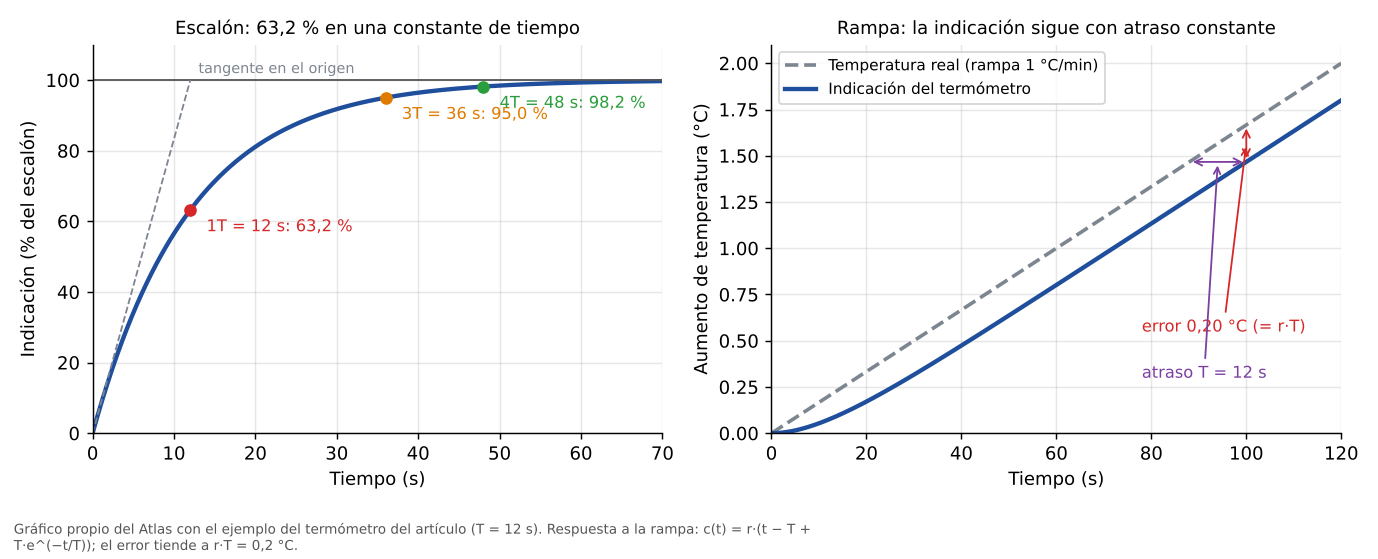 Escalón: 63,2 % en una constante de tiempo
Indicación (% del escalón)
100
80
60
40
20
0
tangente en el origen
4T = 48 s: 98,2 %
3T = 36 s: 95,0 %
1T = 12 s: 63,2 %
0 10 20 30 40 50 60 70
Tiempo (s)
Rampa: la indicación sigue con atraso constante
Aumento de temperatura (°C)
2.00
1.75
1.50
1.25
1.00
0.75
0.50
0.25
0.00
Temperatura real (rampa 1 °C/min)
Indicación del termómetro
error 0,20 °C (= r·T)
atraso T = 12 s
0 20 40 60 80 100 120
Tiempo (s)
Gráfico propio del Atlas con el ejemplo del termómetro del artículo (T = 12 s). Respuesta a la rampa: c(t) = r·(t − T +
T·e^(−t/T)); el error tiende a r·T = 0,2 °C.